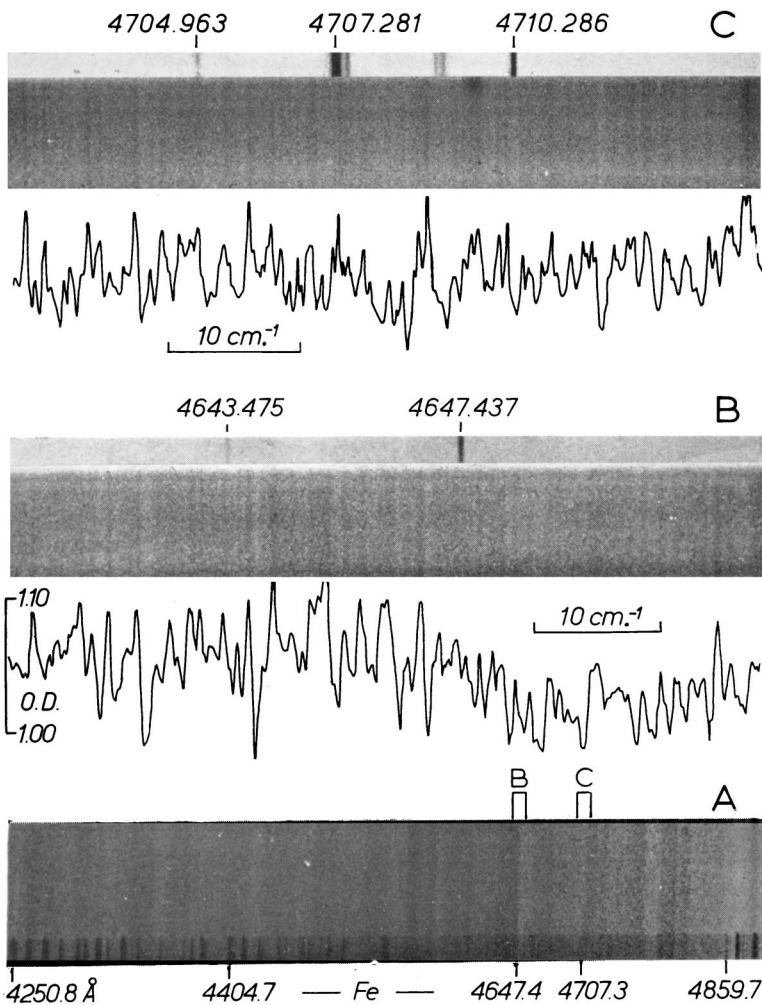 4704.963 4707.281 4710.286 C
10 cm.⁻¹
4643.475 4647.437 B
1.10
10 cm.⁻¹
O.D.
1.00
B C A
4250.8 Å 4404.7 — Fe — 4647.4 4707.3 4859.7